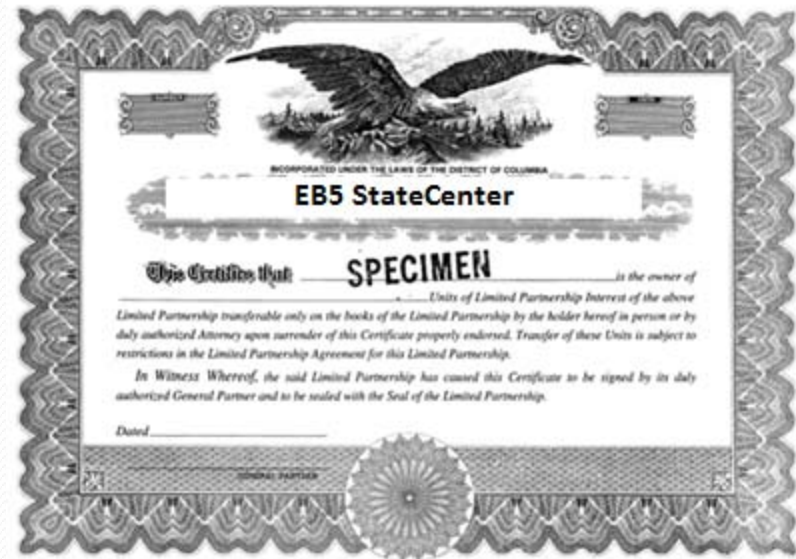 INCORPORATED UNDER THE LAWS OF THE DISTRICT OF COLUMBIA
EB5 StateCenter
This Certifies that SPECIMEN is the owner of
Units of Limited Partnership Interest of the above
Limited Partnership transferable only on the books of the Limited Partnership by the holder hereof in person or by
duly authorized Attorney upon surrender of this Certificate properly endorsed. Transfer of these Units is subject to
restrictions in the Limited Partnership Agreement for this Limited Partnership.
In Witness Whereof, the said Limited Partnership has caused this Certificate to be signed by its duly
authorized General Partner and to be sealed with the Seal of the Limited Partnership.
Dated
GENERAL PARTNER